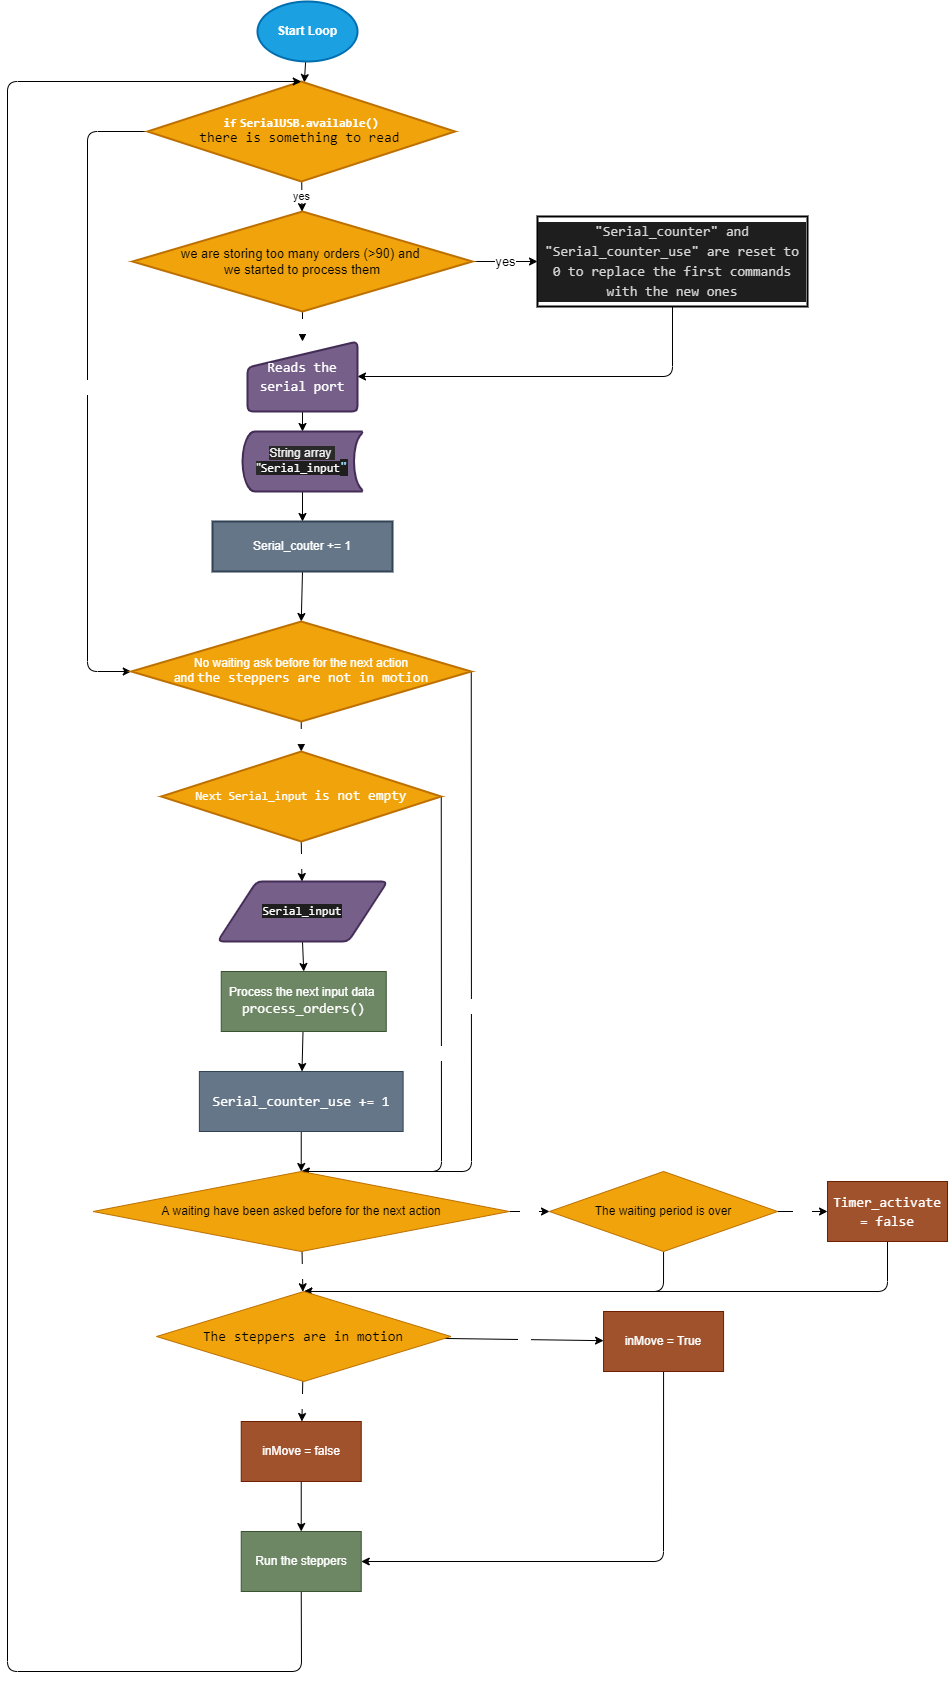 Start Loop
if SerialUSB.available()
there is something to read
yes
we are storing too many orders (>90) and
we started to process them
yes
"Serial_counter" and
"Serial_counter_use" are reset to
0 to replace the first commands
with the new ones
Reads the
serial port
String array
"Serial_input"
Serial_couter += 1
No waiting ask before for the next action
and the steppers are not in motion
Next Serial_input is not empty
Serial_input
Process the next input data
process_orders()
Serial_counter_use += 1
A waiting have been asked before for the next action
The waiting period is over
Timer_activate
= false
The steppers are in motion
inMove = True
inMove = false
Run the steppers